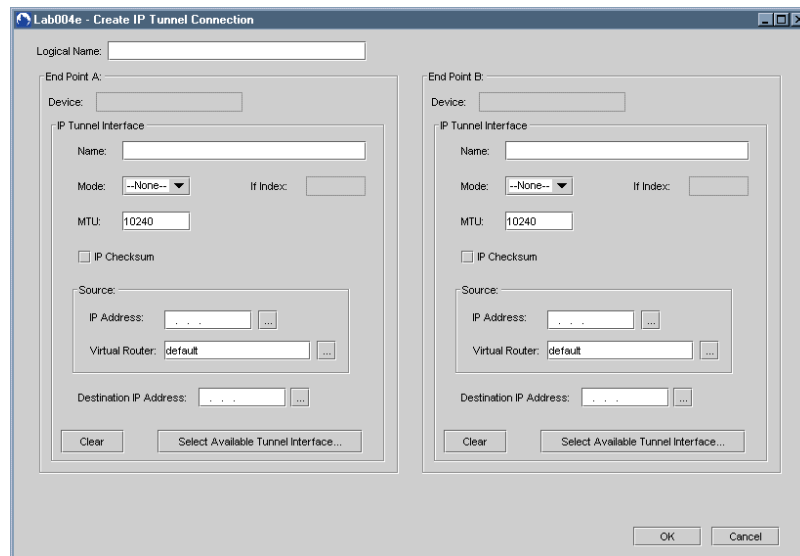 Lab004e - Create IP Tunnel Connection
Logical Name:
End Point A:
Device:
IP Tunnel Interface
Name:
Mode: --None-- If Index:
MTU: 10240
IP Checksum
Source:
IP Address: . . . ...
Virtual Router: default ...
Destination IP Address: . . . ...
Clear Select Available Tunnel Interface...
End Point B:
Device:
IP Tunnel Interface
Name:
Mode: --None-- If Index:
MTU: 10240
IP Checksum
Source:
IP Address: . . . ...
Virtual Router: default ...
Destination IP Address: . . . ...
Clear Select Available Tunnel Interface...
OK Cancel